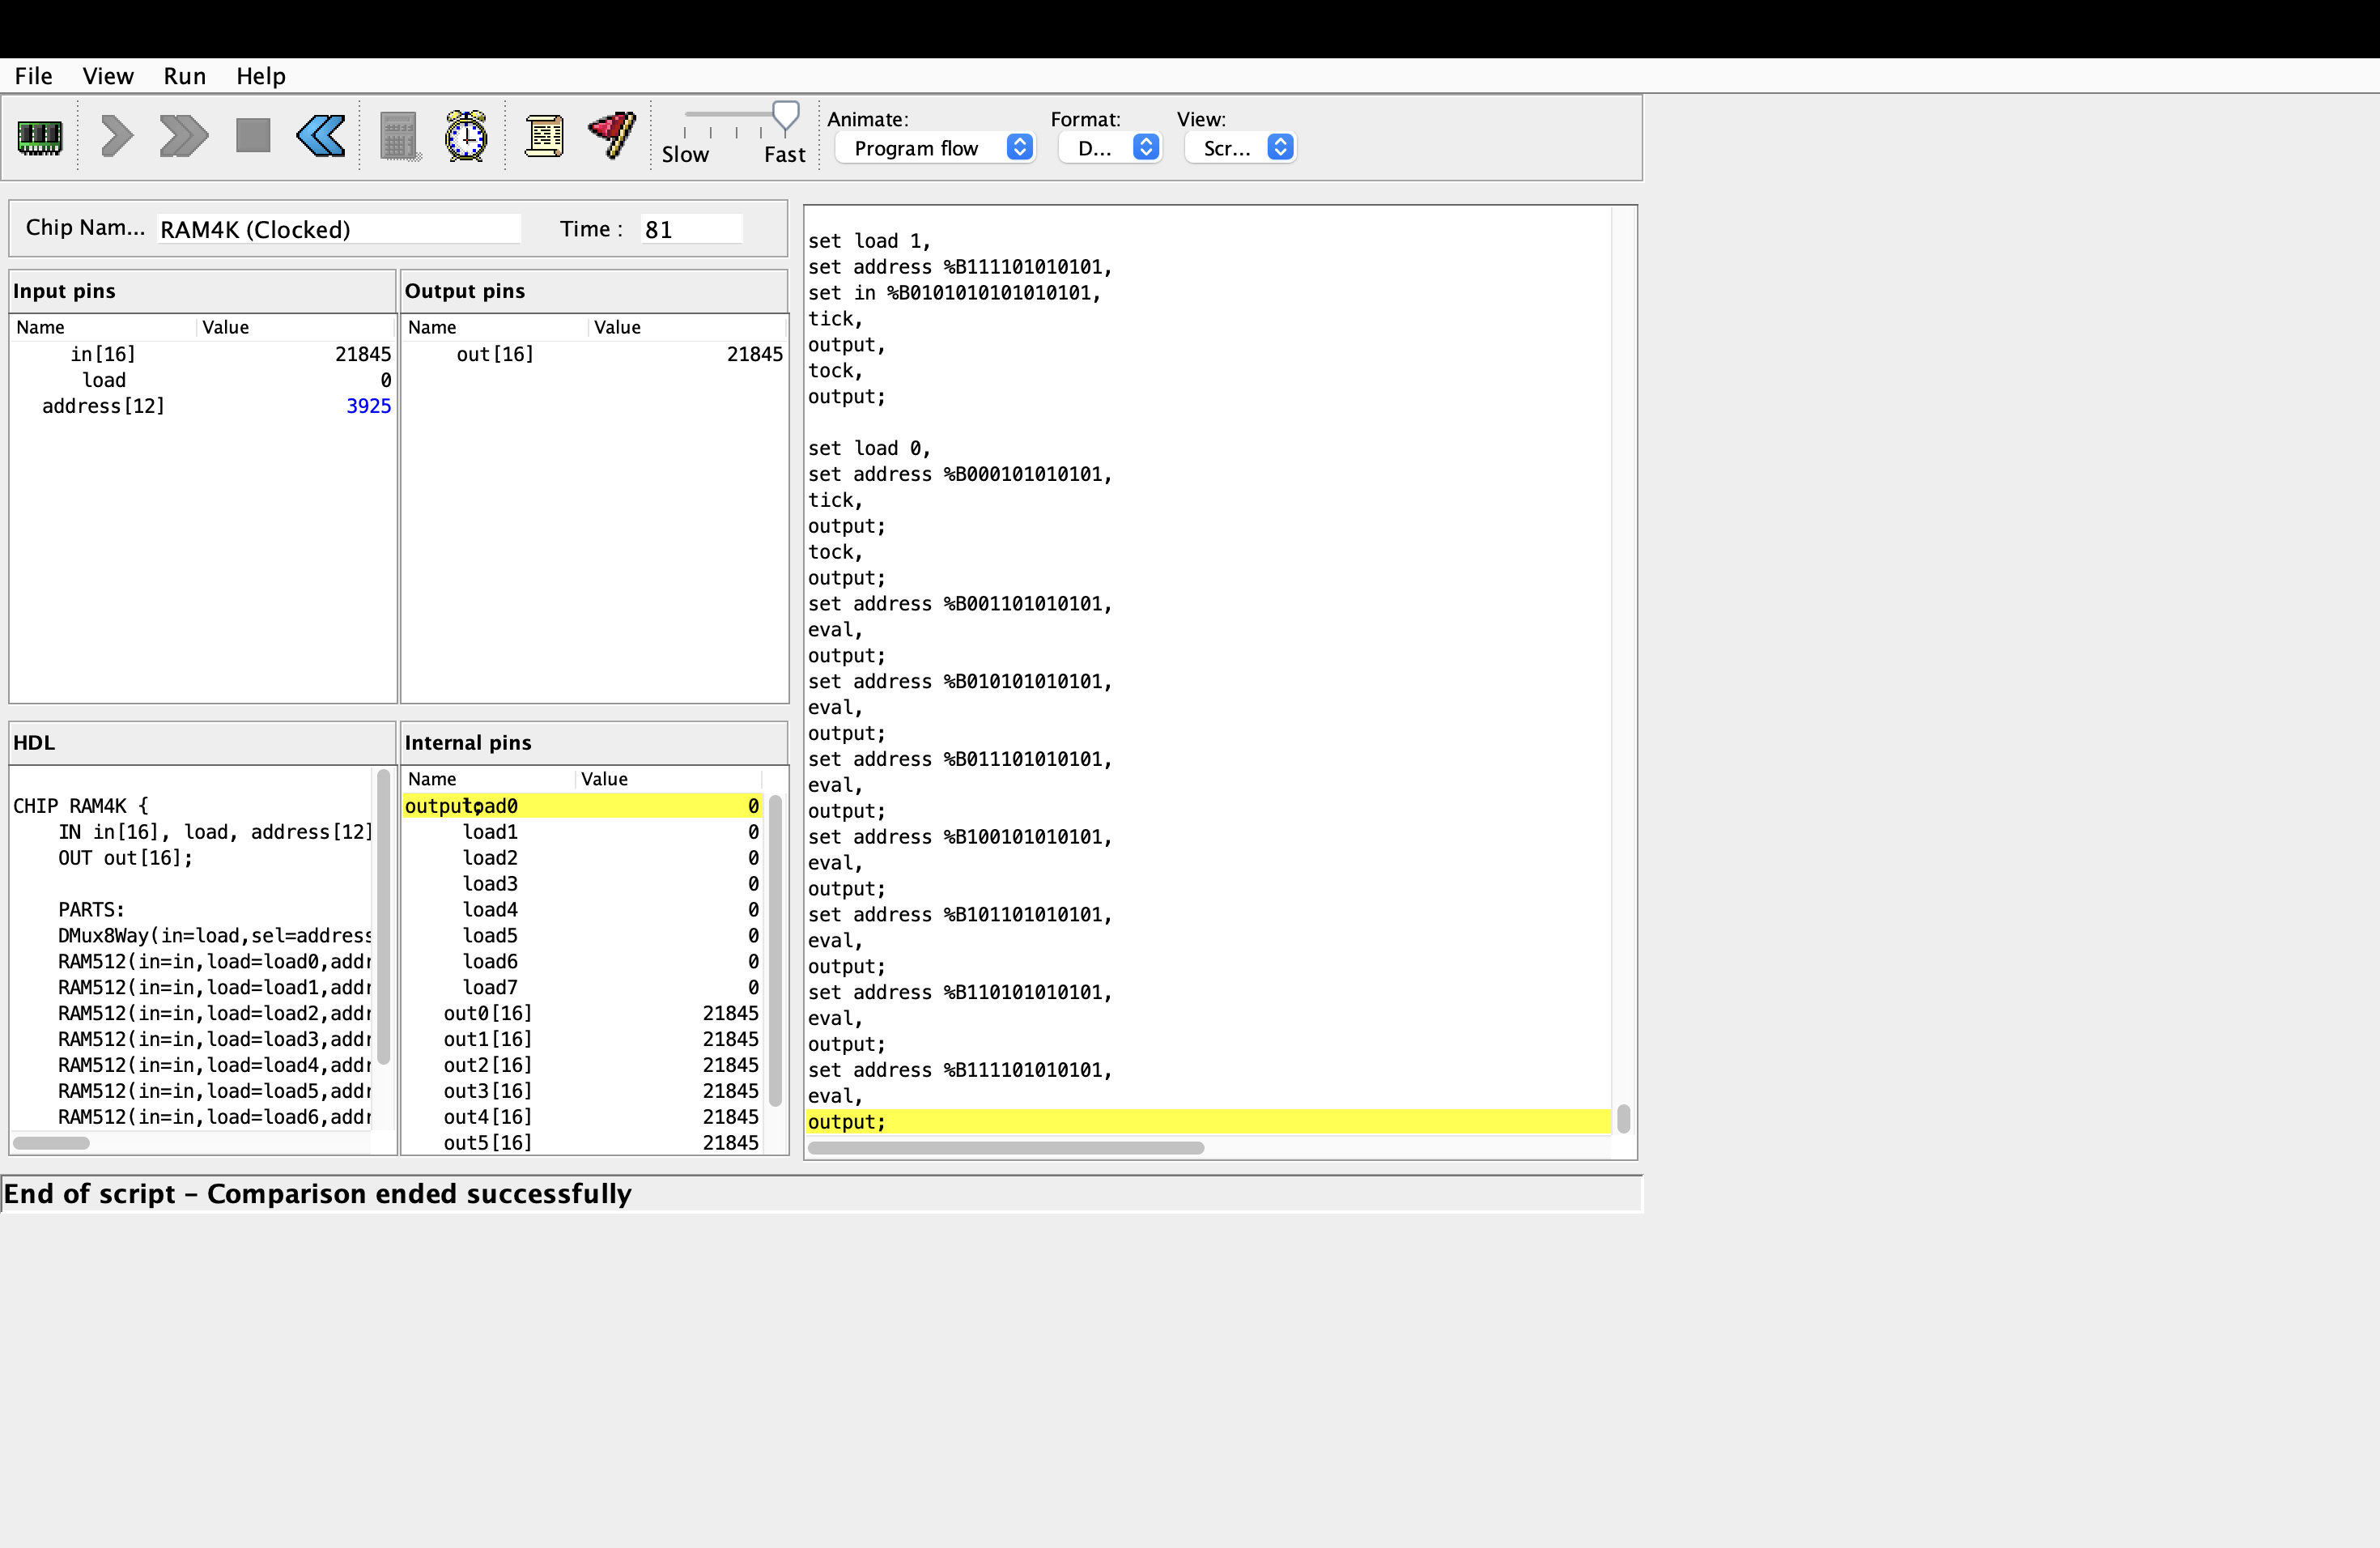 File View Run Help
Slow Fast
Animate: Format: View:
Program flow D... Scr...
Chip Nam... RAM4K (Clocked) Time : 81
Input pins
Name Value
in[16] 21845
load 0
address[12] 3925
Output pins
Name Value
out[16] 21845
HDL
CHIP RAM4K {
IN in[16], load, address[12]
OUT out[16];
PARTS:
DMux8Way(in=load,sel=address
RAM512(in=in,load=load0,addr
RAM512(in=in,load=load1,addr
RAM512(in=in,load=load2,addr
RAM512(in=in,load=load3,addr
RAM512(in=in,load=load4,addr
RAM512(in=in,load=load5,addr
RAM512(in=in,load=load6,addr
Internal pins
Name Value
output; load0 0
load1 0
load2 0
load3 0
load4 0
load5 0
load6 0
load7 0
out0[16] 21845
out1[16] 21845
out2[16] 21845
out3[16] 21845
out4[16] 21845
out5[16] 21845
set load 1,
set address %B111101010101,
set in %B0101010101010101,
tick,
output,
tock,
output;
set load 0,
set address %B000101010101,
tick,
output;
tock,
output;
set address %B001101010101,
eval,
output;
set address %B010101010101,
eval,
output;
set address %B011101010101,
eval,
output;
set address %B100101010101,
eval,
output;
set address %B101101010101,
eval,
output;
set address %B110101010101,
eval,
output;
set address %B111101010101,
eval,
output;
End of script – Comparison ended successfully